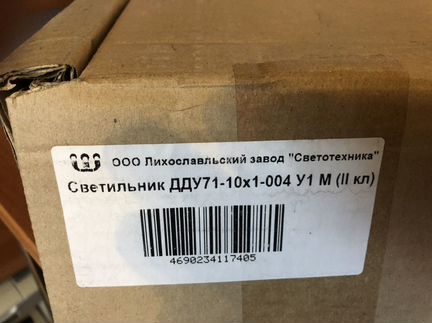 ООО Лихославльский завод "Светотехника"
Светильник ДДУ71-10х1-004 У1 М (II кл)
4690234117405